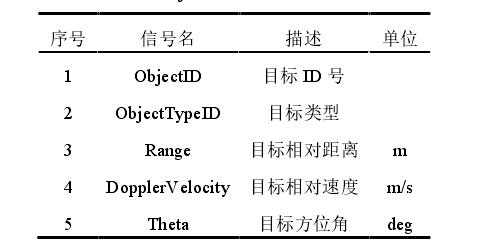 序号 信号名 描述 单位
1 ObjectID 目标 ID 号
2 ObjectTypeID 目标类型
3 Range 目标相对距离 m
4 DopplerVelocity 目标相对速度 m/s
5 Theta 目标方位角 deg